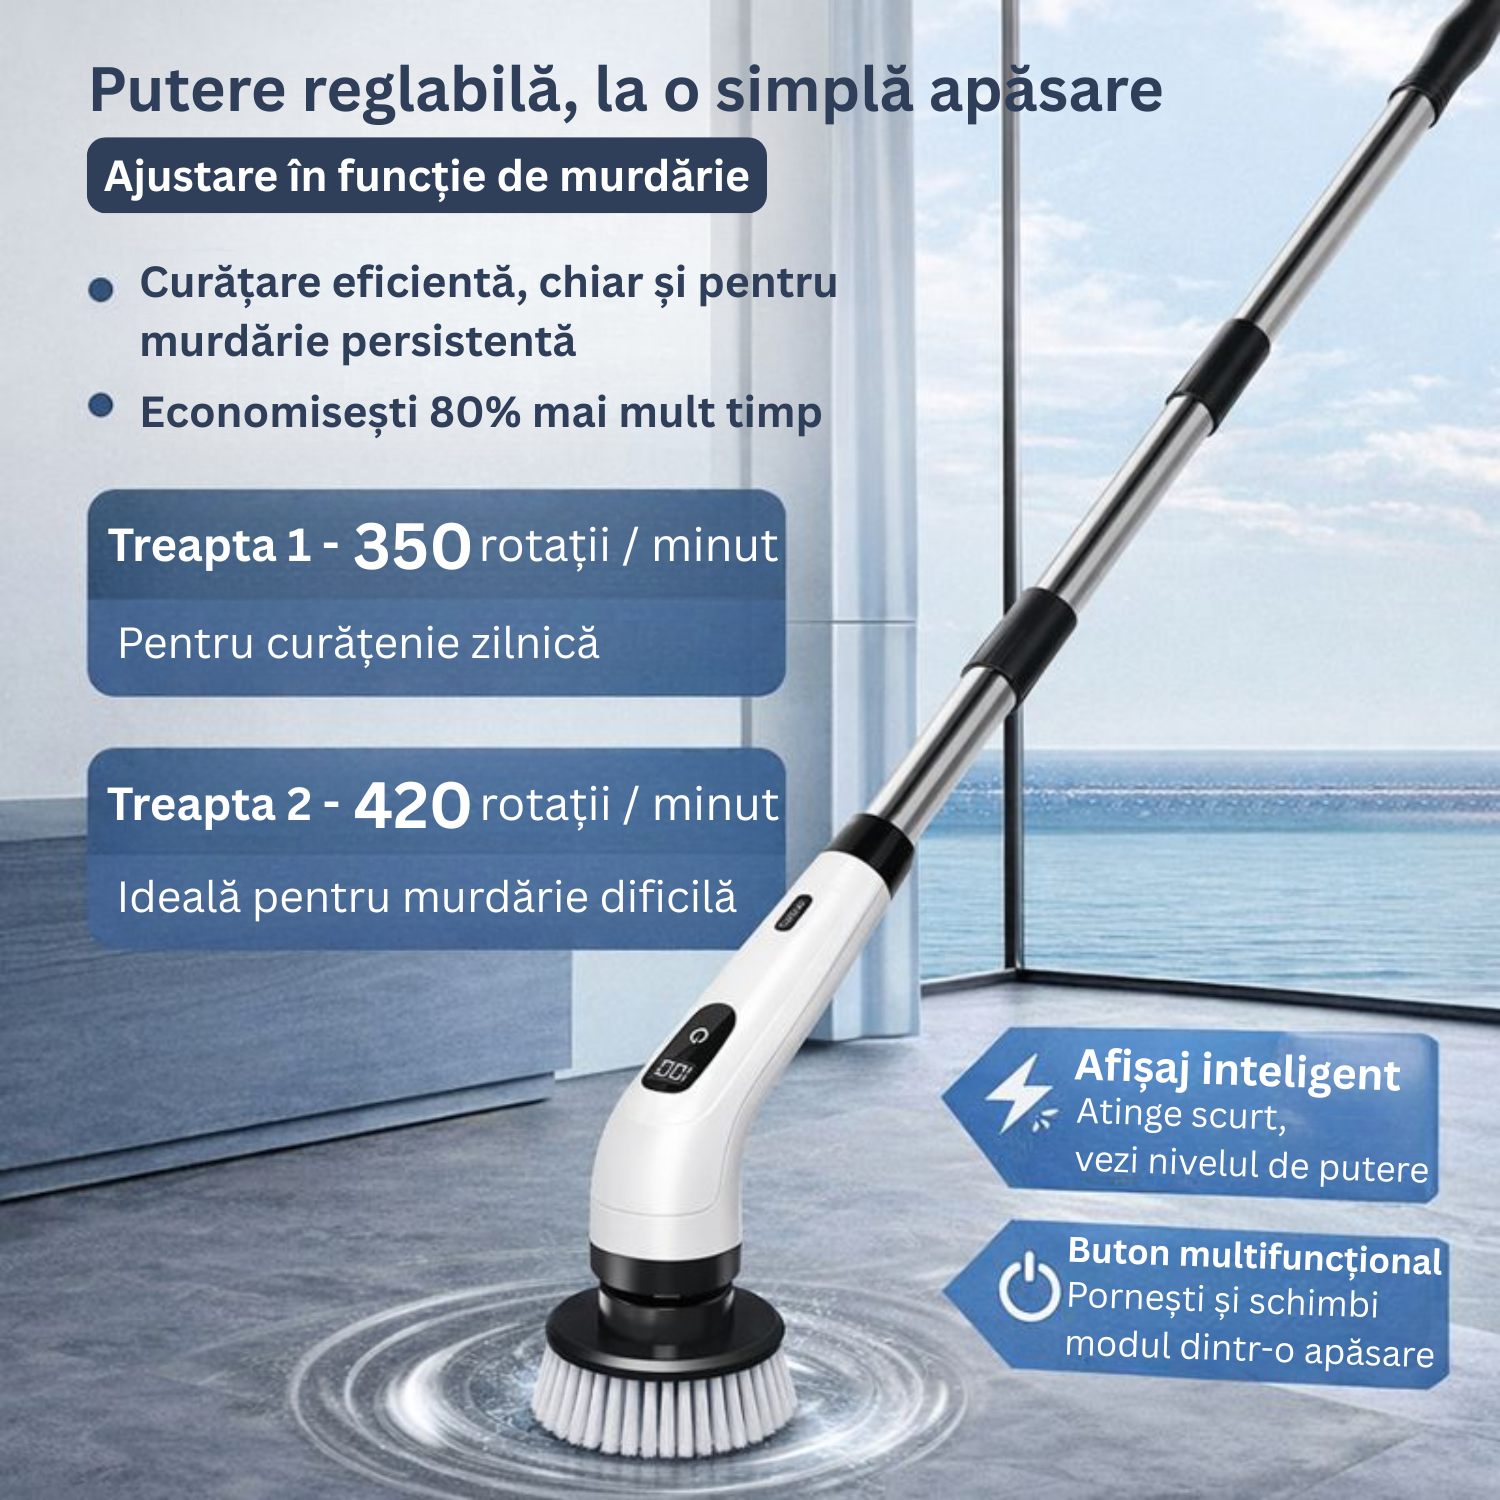 Putere reglabilă, la o simplă apăsare
Ajustare în funcție de murdărie
Curățare eficientă, chiar și pentru
murdărie persistentă
Economisești 80% mai mult timp
Treapta 1 - 350 rotații / minut
Pentru curățenie zilnică
Treapta 2 - 420 rotații / minut
Ideală pentru murdărie dificilă
Afișaj inteligent
Atinge scurt,
vezi nivelul de putere
Buton multifuncțional
Pornești și schimbi
modul dintr-o apăsare